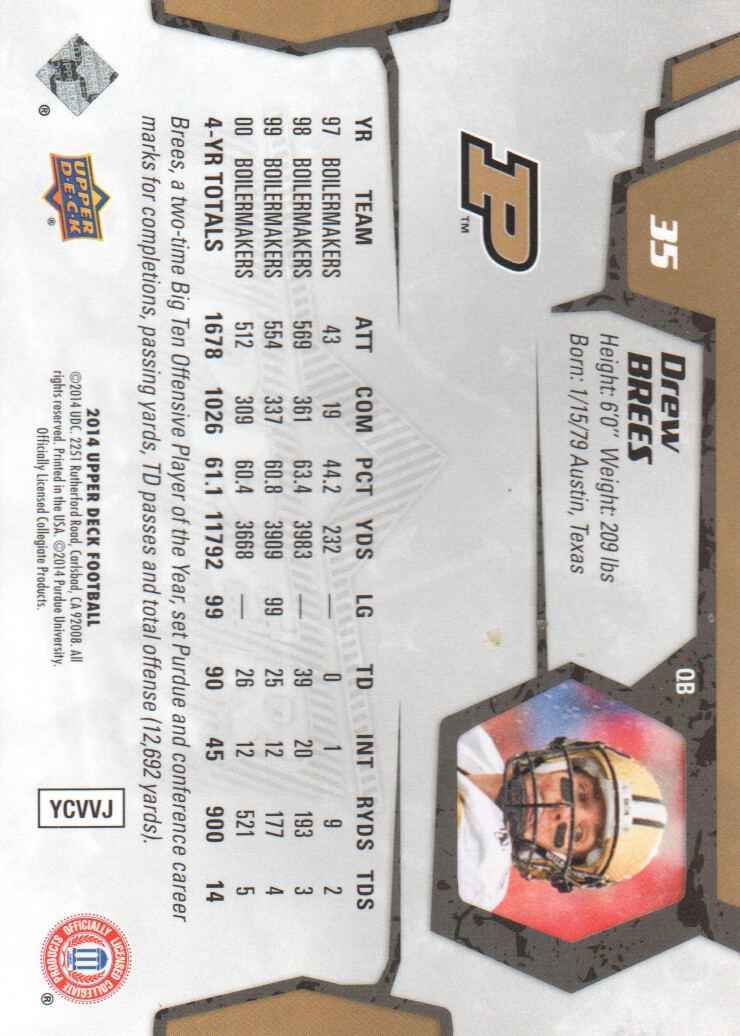 35
Drew
BREES
QB
Height: 6'0" Weight: 209 lbs
Born: 1/15/79 Austin, Texas
P
TM
YR TEAM ATT COM PCT YDS LG TD INT RYDS TDS
97 BOILERMAKERS 43 19 44.2 232 — 0 1 9 2
98 BOILERMAKERS 569 361 63.4 3983 — 39 20 193 3
99 BOILERMAKERS 554 337 60.8 3909 99 25 12 177 4
00 BOILERMAKERS 512 309 60.4 3668 — 26 12 521 5
4-YR TOTALS 1678 1026 61.1 11792 99 90 45 900 14
Brees, a two-time Big Ten Offensive Player of the Year, set Purdue and conference career
marks for completions, passing yards, TD passes and total offense (12,692 yards).
®
UPPER
D·E·C·K
®
2014 UPPER DECK FOOTBALL
©2014 UDC. 2251 Rutherford Road, Carlsbad, CA 92008. All
rights reserved. Printed in the USA. ©2014 Purdue University.
Officially Licensed Collegiate Products.
YCVVJ
OFFICIALLY LICENSED
COLLEGIATE PRODUCTS
®